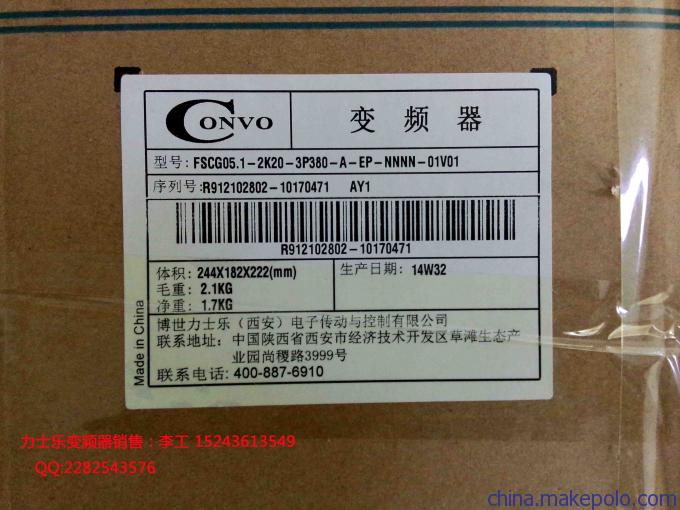 CONVO
变频器
型号: FSCG05.1-2K20-3P380-A-EP-NNNN-01V01
序列号: R912102802-10170471 AY1
R912102802-10170471
体积: 244X182X222(mm)
毛重: 2.1KG
净重: 1.7KG
生产日期: 14W32
博世力士乐（西安）电子传动与控制有限公司
联系地址: 中国陕西省西安市经济技术开发区草滩生态产
业园尚稷路3999号
联系电话: 400-887-6910
Made in China
力士乐变频器销售：李工 15243613549
QQ:2282543576
china.makepolo.com